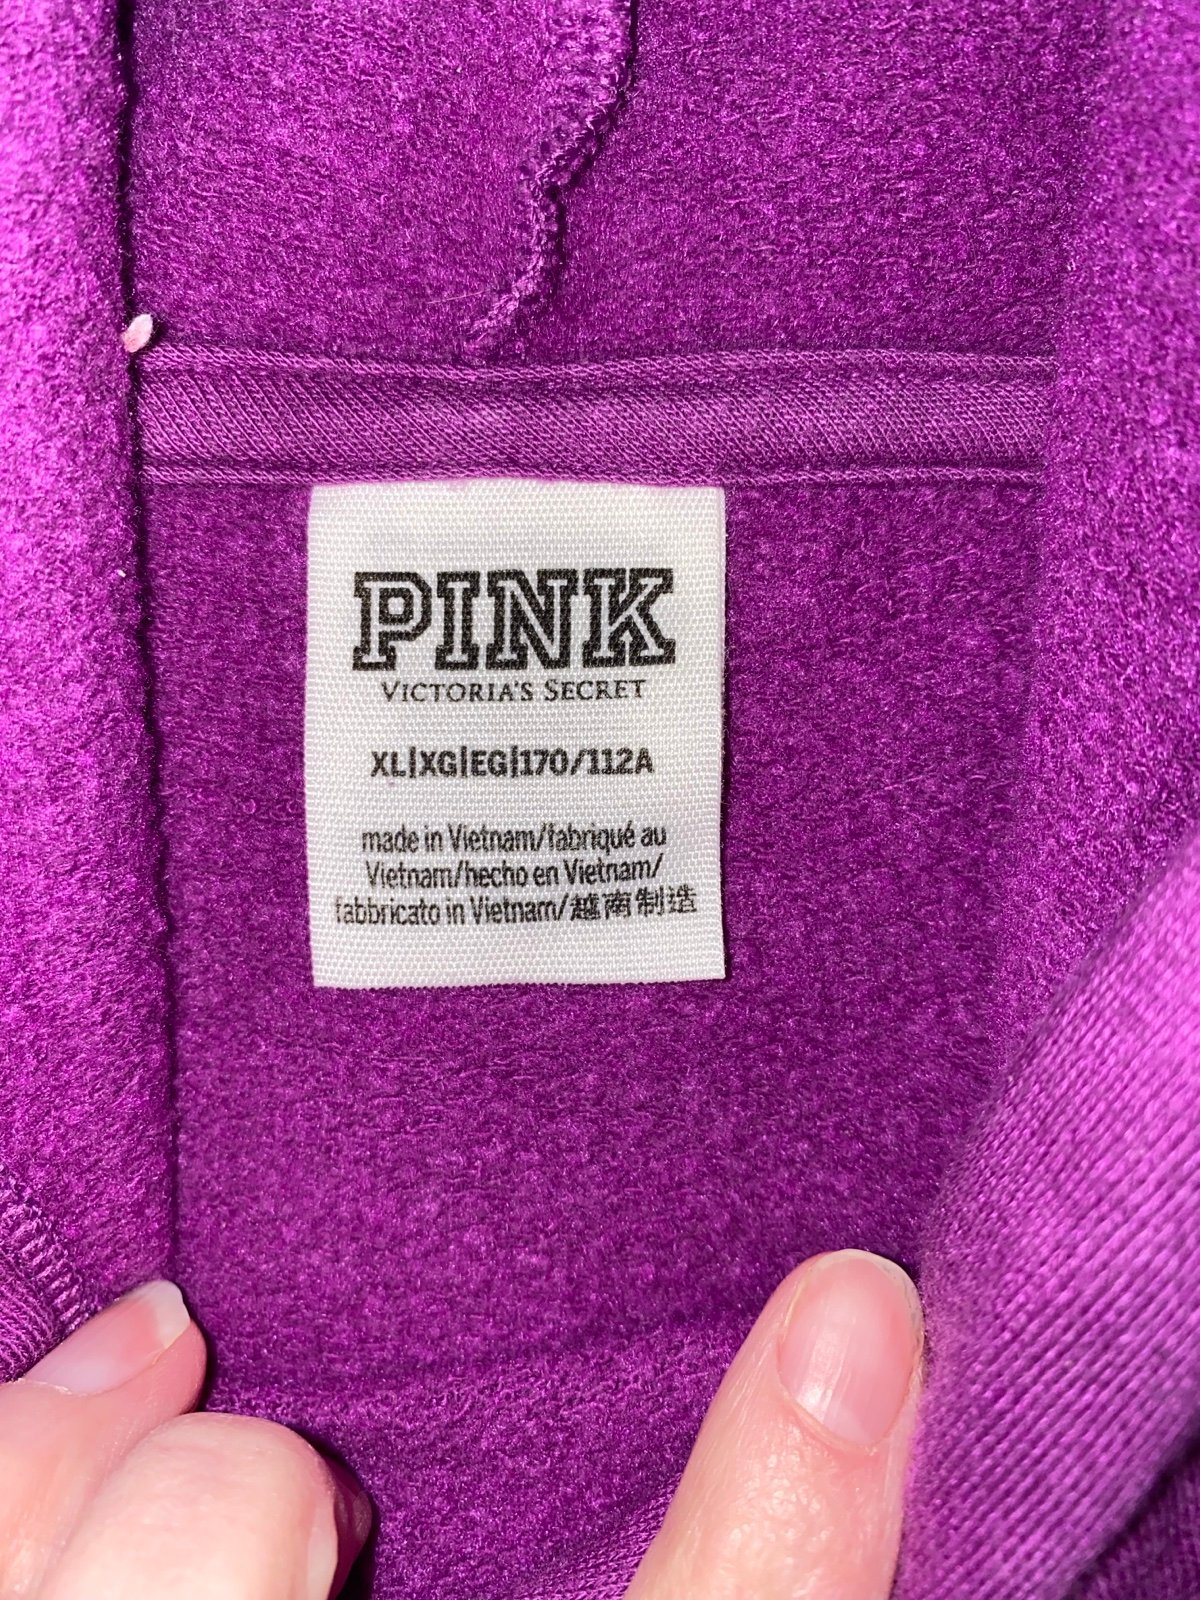 PINK
VICTORIA'S SECRET
XL|XG|EG|170/112A
made in Vietnam/fabriqué au
Vietnam/hecho en Vietnam/
fabbricato in Vietnam/越南制造